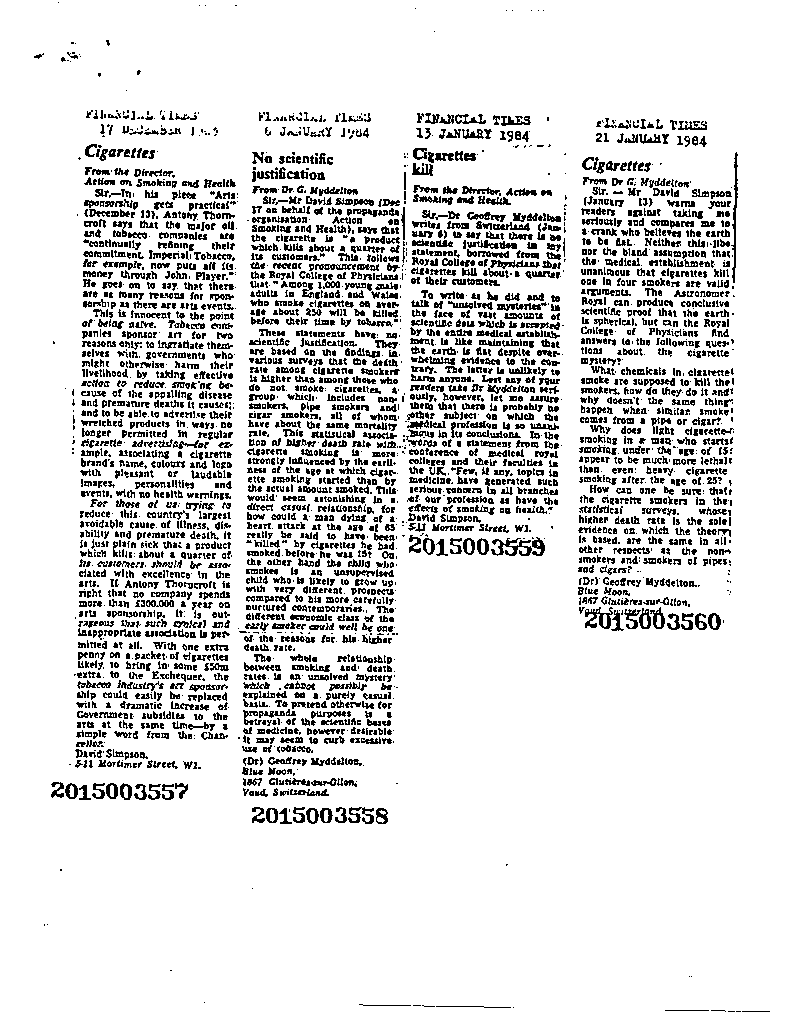 FINANCIAL TIMES
17 DECEMBER
Cigarettes
From the Director,
Action on Smoking and Health
Sir,—In his piece "Arts
sponsorship gets practical"
(December 13), Antony Thorn-
croft says that the major oil
and tobacco companies are
"continually refining their
commitment. Imperial Tobacco,
for example, now puts all its
money through John Player."
He goes on to say that there
are as many reasons for spon-
sorship as there are arts events.
This is innocent to the point
of being naive. Tobacco com-
panies sponsor art for two
reasons only: to ingratiate them-
selves with governments who
might otherwise harm their
livelihood by taking effective
action to reduce smoking be-
cause of the appalling disease
and premature deaths it causes;
and to be able to advertise their
wretched products in ways no
longer permitted in regular
cigarette advertising—for ex-
ample, associating a cigarette
brand's name, colours and logo
with pleasant or laudable
images, personalities and
events, with no health warnings.
For those of us trying to
reduce this country's largest
avoidable cause of illness, dis-
ability and premature death, it
is just plain sick that a product
which kills about a quarter of
its customers should be asso-
ciated with excellence in the
arts. If Antony Thorncroft is
right that no company spends
more than £300,000 a year on
arts sponsorship, it is out-
rageous that such cynical and
inappropriate association is per-
mitted at all. With one extra
penny on a packet of cigarettes
likely to bring in some £50m
extra to the Exchequer, the
tobacco industry's art sponsor-
ship could easily be replaced
with a dramatic increase of
Government subsidies to the
arts at the same time—by a
simple word from the Chan-
cellor.
David Simpson,
5-11 Mortimer Street, W1.
2015003557
FINANCIAL TIMES
6 JANUARY 1984
No scientific
justification
From Dr G. Myddelton
Sir,—Mr David Simpson (Dec
17 on behalf of the propaganda
organisation Action on
Smoking and Health), says that
the cigarette is "a product
which kills about a quarter of
its customers." This follows
the recent pronouncement by
the Royal College of Physicians
that "Among 1,000 young male
adults in England and Wales
who smoke cigarettes on aver-
age about 250 will be killed
before their time by tobacco."
These statements have no
scientific justification. They
are based on the findings in
various surveys that the death
rate among cigarette smokers
is higher than among those who
do not smoke cigarettes, a
group which includes non-
smokers, pipe smokers and
cigar smokers, all of whom
have about the same mortality
rate. This statistical associa-
tion of higher death rate with
cigarette smoking is more
strongly influenced by the earli-
ness of the age at which cigar-
ette smoking started than by
the actual amount smoked. This
would seem astonishing in a
direct casual relationship, for
how could a man dying of a
heart attack at the age of 65
really be said to have been
"killed" by cigarettes he had
smoked before he was 15? On
the other hand the child who
smokes is an unsupervised
child who is likely to grow up
with very different prospects
compared to his more carefully
nurtured contemporaries. The
different economic class of the
early smoker could well be one
of the reasons for his higher
death rate.
The whole relationship
between smoking and death
rates is an unsolved mystery
which cannot possibly be
explained on a purely casual
basis. To pretend otherwise for
propaganda purposes is a
betrayal of the scientific bases
of medicine, however desirable
it may seem to curb excessive
use of tobacco.
(Dr) Geoffrey Myddelton,
Blue Moon,
1867 Glutières-sur-Ollon,
Vaud, Switzerland.
2015003558
FINANCIAL TIMES
13 JANUARY 1984
Cigarettes
kill
From the Director, Action on
Smoking and Health.
Sir,—Dr Geoffrey Myddelton
writes from Switzerland (Jan-
uary 6) to say that there is no
scientific justification in my
statement, borrowed from the
Royal College of Physicians that
cigarettes kill about a quarter
of their customers.
To write as he did and to
talk of "unsolved mysteries" in
the face of vast amounts of
scientific data which is accepted
by the entire medical establish-
ment is like maintaining that
the earth is flat despite over-
whelming evidence to the con-
trary. The letter is unlikely to
harm anyone. Lest any of your
readers take Dr Myddelton seri-
ously, however, let me assure
them that there is probably no
other subject on which the
medical profession is so unani-
mous in its conclusions. In the
words of a statement from the
conference of medical royal
colleges and their faculties in
the UK, "Few, if any, topics in
medicine have generated such
serious concern in all branches
of our profession as have the
effects of smoking on health."
David Simpson,
5-11 Mortimer Street, W1.
2015003559
FINANCIAL TIMES
21 JANUARY 1984
Cigarettes
From Dr G. Myddelton
Sir. — Mr David Simpson
(January 13) warns your
readers against taking me
seriously and compares me to
a crank who believes the earth
to be flat. Neither this jibe
nor the bland assumption that
the medical establishment is
unanimous that cigarettes kill
one in four smokers are valid
arguments. The Astronomer
Royal can produce conclusive
scientific proof that the earth
is spherical, but can the Royal
College of Physicians find
answers to the following ques-
tions about the cigarette
mystery?
What chemicals in cigarette
smoke are supposed to kill the
smokers, how do they do it and
why doesn't the same thing
happen when similar smoke
comes from a pipe or cigar?
Why does light cigarette-
smoking in a man who starts
smoking under the age of 15
appear to be much more lethal
than even heavy cigarette
smoking after the age of 25?
How can one be sure that
the cigarette smokers in the
statistical surveys, whose
higher death rate is the sole
evidence on which the theory
is based, are the same in all
other respects as the non-
smokers and smokers of pipes
and cigars?
(Dr) Geoffrey Myddelton.
Blue Moon,
1867 Glutières-sur-Ollon,
Vaud, Switzerland.
2015003560